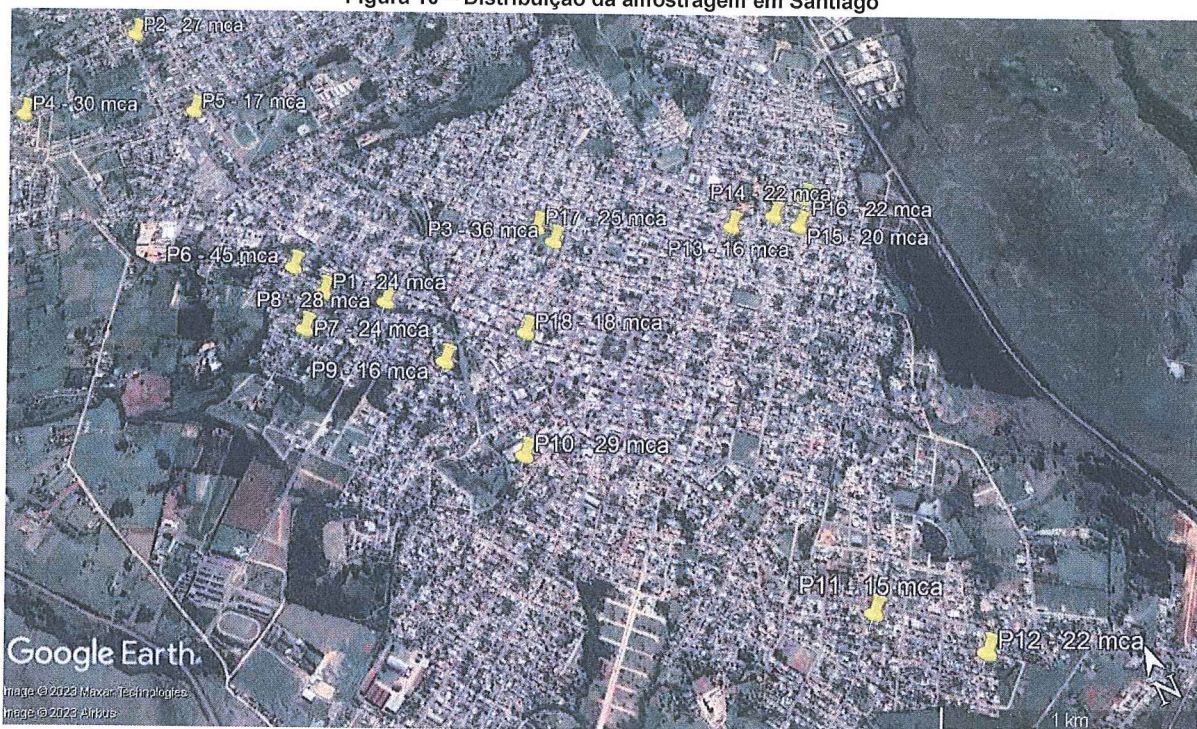 Figura 10 - Distribuição da amostragem em Santiago
P2 - 27 mca
P4 - 30 mca
P5 - 17 mca
P14 - 22 mca
P16 - 22 mca
P3 - 36 mca
P17 - 25 mca
P13 - 16 mca
P15 - 20 mca
P6 - 45 mca
P1 - 24 mca
P8 - 28 mca
P7 - 24 mca
P18 - 18 mca
P9 - 16 mca
P10 - 29 mca
P11 - 15 mca
P12 - 22 mca
Google Earth
Image © 2023 Maxar Technologies
Image © 2023 Airbus
1 km
N